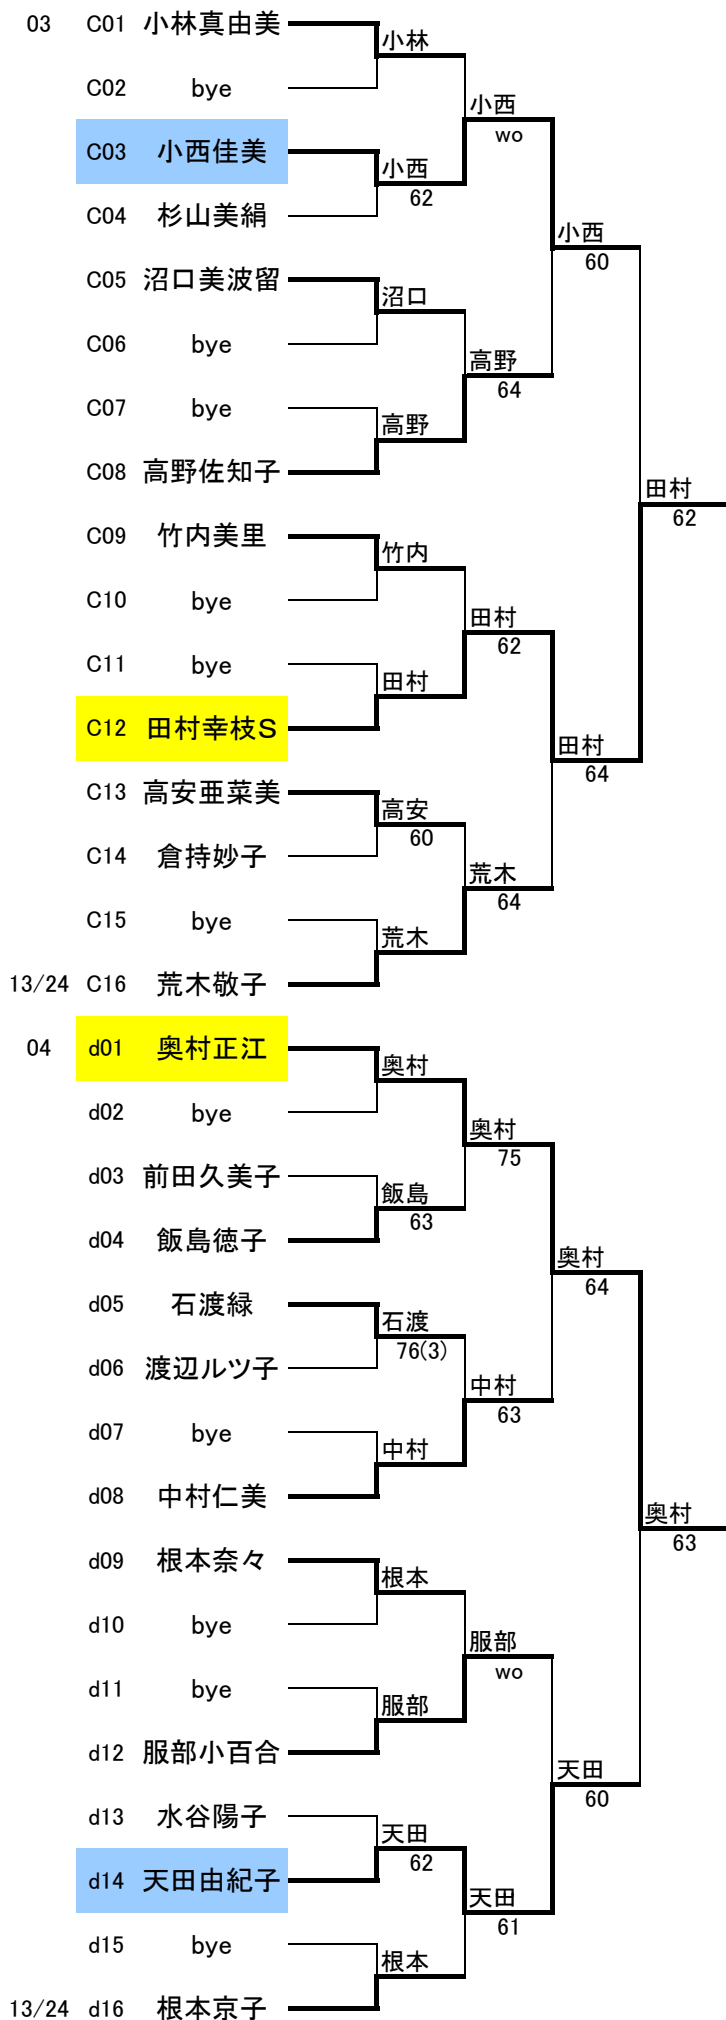 03 C01 小林真由美
小林
C02 bye
小西
wo
C03 小西佳美
小西
62
C04 杉山美絹
小西
60
C05 沼口美波留
沼口
C06 bye
高野
64
C07 bye
高野
C08 高野佐知子
田村
62
C09 竹内美里
竹内
C10 bye
田村
62
C11 bye
田村
C12 田村幸枝S
田村
64
C13 高安亜菜美
高安
60
C14 倉持妙子
荒木
64
C15 bye
荒木
13/24 C16 荒木敬子
04 d01 奥村正江
奥村
d02 bye
奥村
75
d03 前田久美子
飯島
63
d04 飯島徳子
奥村
64
d05 石渡緑
石渡
76(3)
d06 渡辺ルツ子
中村
63
d07 bye
中村
d08 中村仁美
奥村
63
d09 根本奈々
根本
d10 bye
服部
wo
d11 bye
服部
d12 服部小百合
天田
60
d13 水谷陽子
天田
62
d14 天田由紀子
天田
61
d15 bye
根本
13/24 d16 根本京子